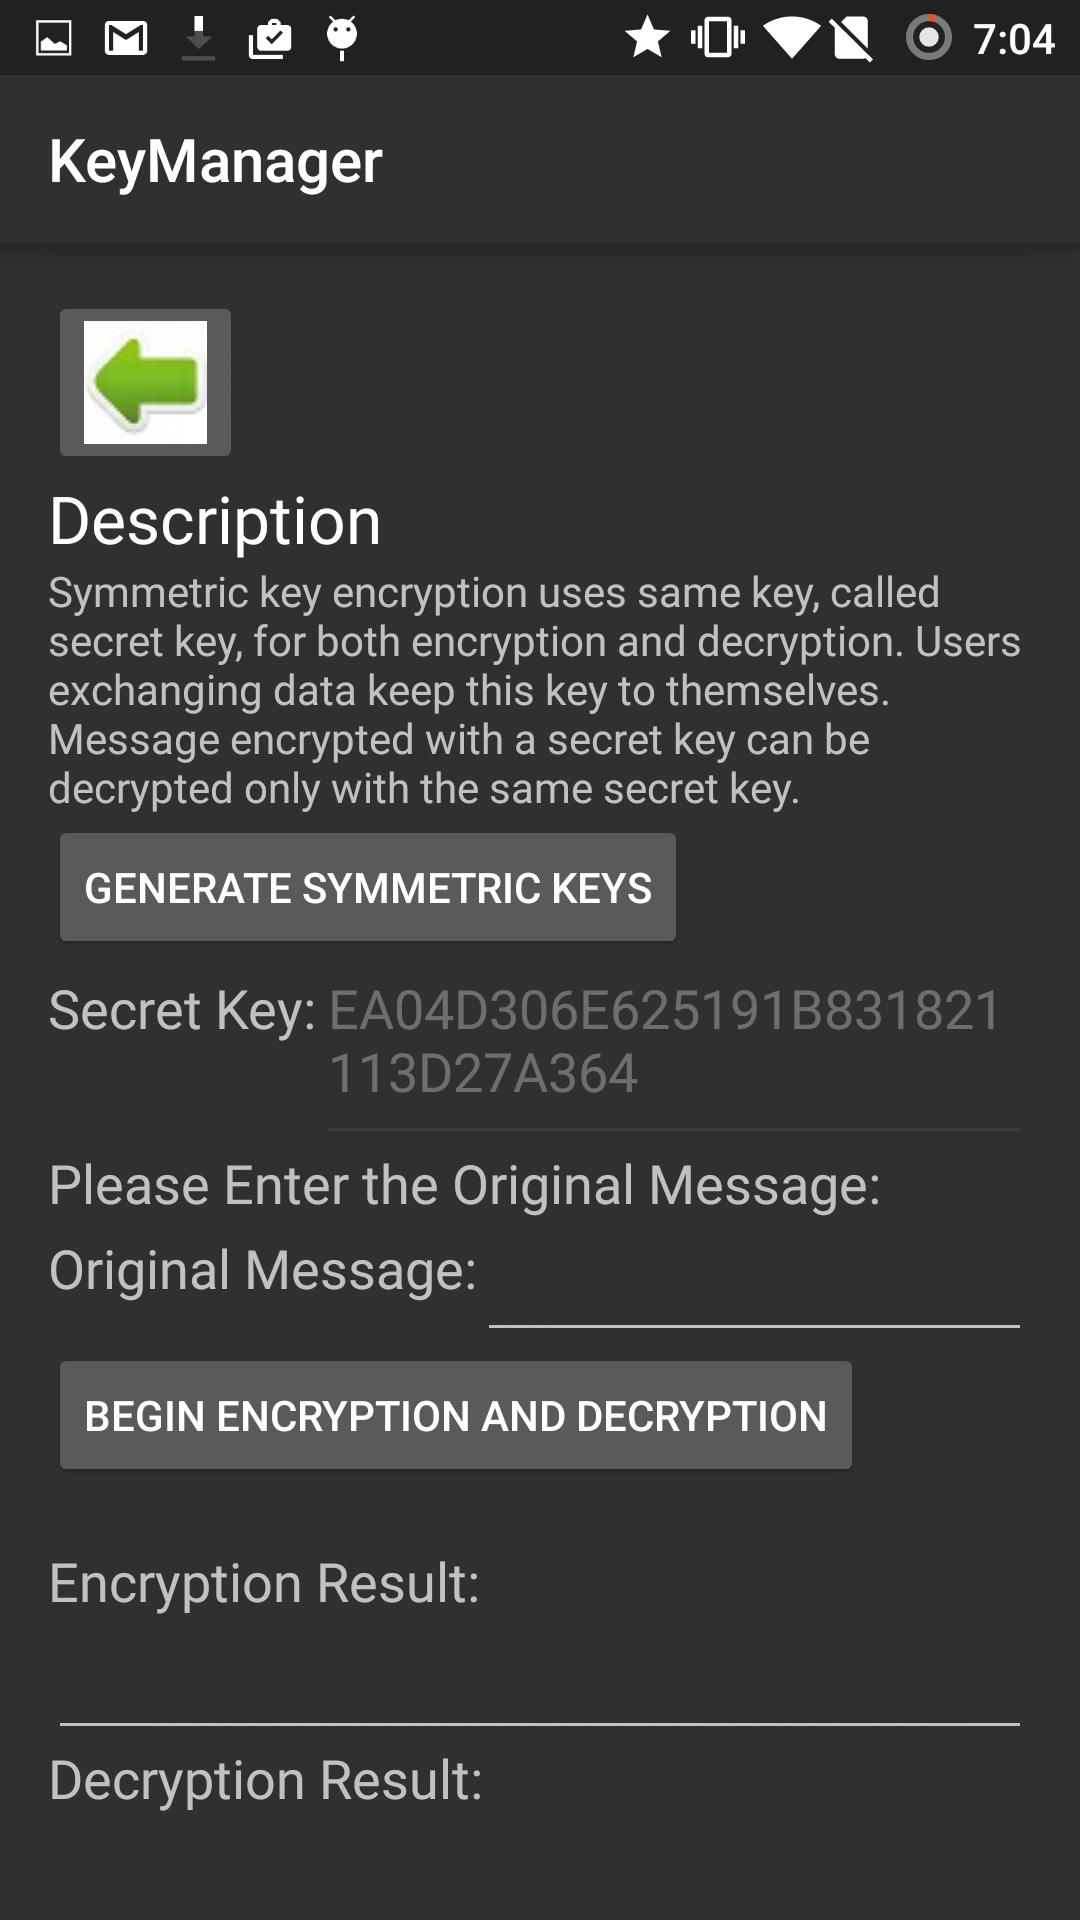 7:04
KeyManager
Description
Symmetric key encryption uses same key, called
secret key, for both encryption and decryption. Users
exchanging data keep this key to themselves.
Message encrypted with a secret key can be
decrypted only with the same secret key.
GENERATE SYMMETRIC KEYS
Secret Key: EA04D306E625191B831821
113D27A364
Please Enter the Original Message:
Original Message:
BEGIN ENCRYPTION AND DECRYPTION
Encryption Result:
Decryption Result: